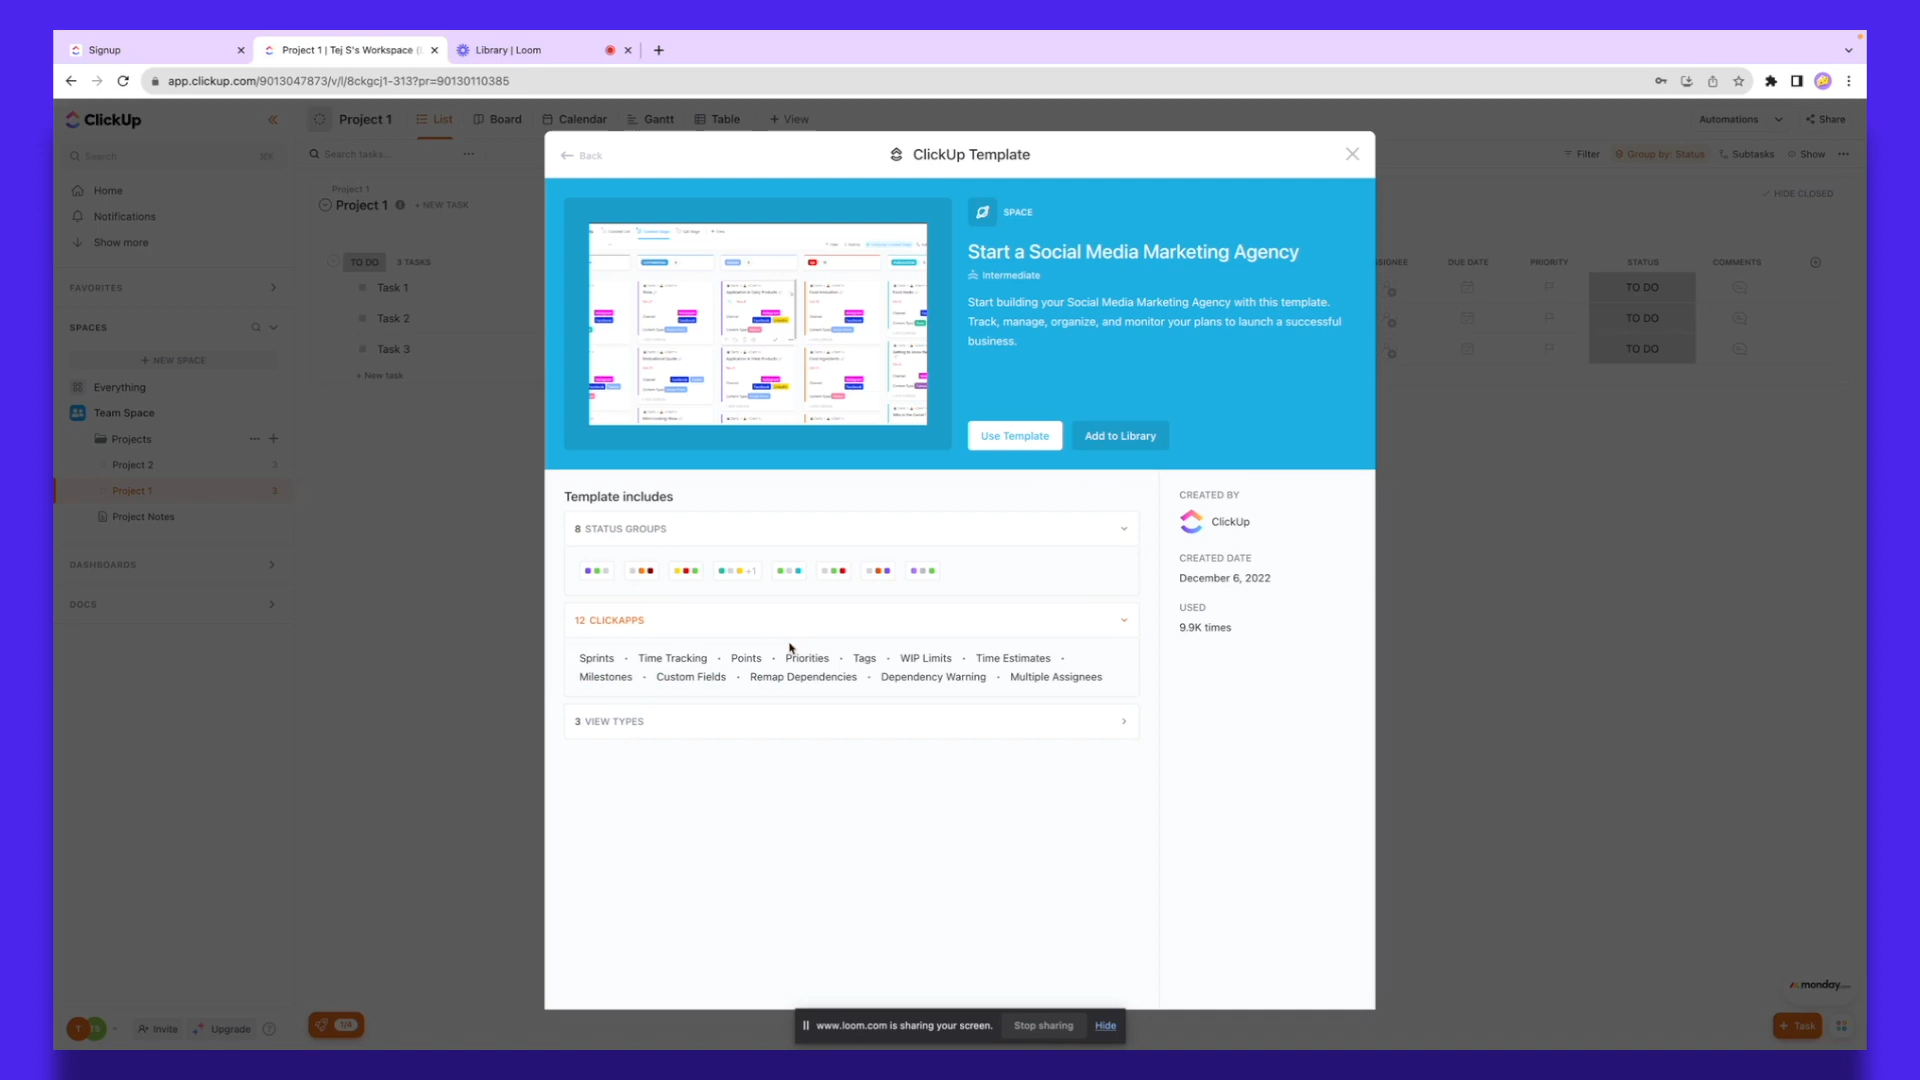 Signup
Project 1 | Tej S's Workspace (
Library | Loom
app.clickup.com/9013047873/v/l/8ckgcj1-313?pr=90130110385
ClickUp
Search
⌘K
Home
Notifications
Show more
FAVORITES
SPACES
+ NEW SPACE
Everything
Team Space
Projects
Project 2 3
Project 1 3
Project Notes
DASHBOARDS
DOCS
Invite
Upgrade
Project 1
List
Board
Calendar
Gantt
Table
+ View
Automations
Share
Search tasks...
Filter
Group by: Status
Subtasks
Show
HIDE CLOSED
Project 1
Project 1
+ NEW TASK
TO DO 3 TASKS
Task 1
Task 2
Task 3
+ New task
DUE DATE PRIORITY STATUS COMMENTS
TO DO
TO DO
TO DO
Back
ClickUp Template
SPACE
Start a Social Media Marketing Agency
Intermediate
Start building your Social Media Marketing Agency with this template.
Track, manage, organize, and monitor your plans to launch a successful
business.
Use Template
Add to Library
Template includes
8 STATUS GROUPS
+1
12 CLICKAPPS
Sprints · Time Tracking · Points · Priorities · Tags · WIP Limits · Time Estimates ·
Milestones · Custom Fields · Remap Dependencies · Dependency Warning · Multiple Assignees
3 VIEW TYPES
CREATED BY
ClickUp
CREATED DATE
December 6, 2022
USED
9.9K times
1/4
www.loom.com is sharing your screen.
Stop sharing
Hide
monday.com
+ Task